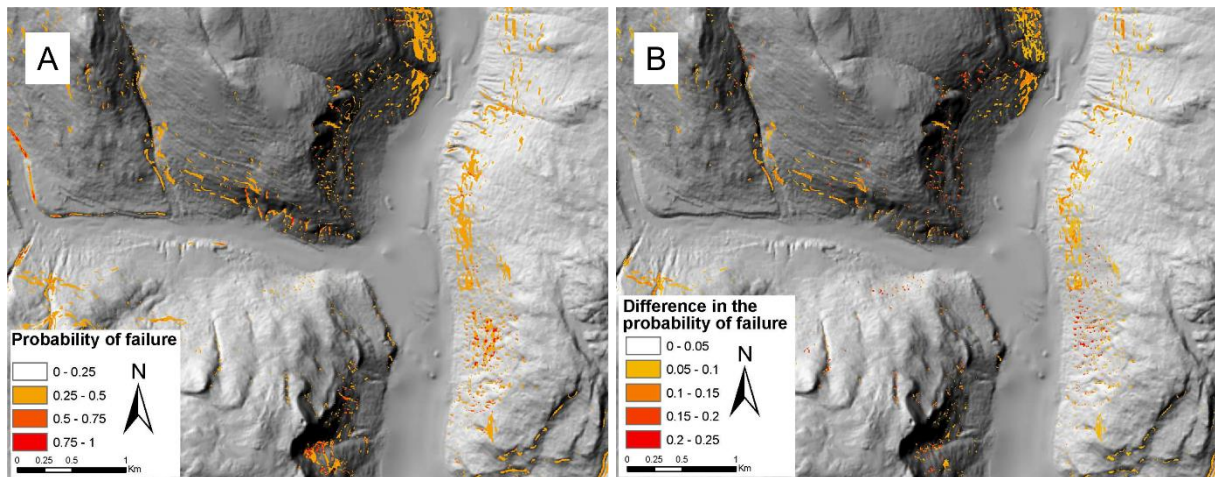 A
Probability of failure
0 - 0.25
0.25 - 0.5
0.5 - 0.75
0.75 - 1
N
0 0.25 0.5 1
Km
B
Difference in the
probability of failure
0 - 0.05
0.05 - 0.1
0.1 - 0.15
0.15 - 0.2
0.2 - 0.25
N
0 0.25 0.5 1
Km